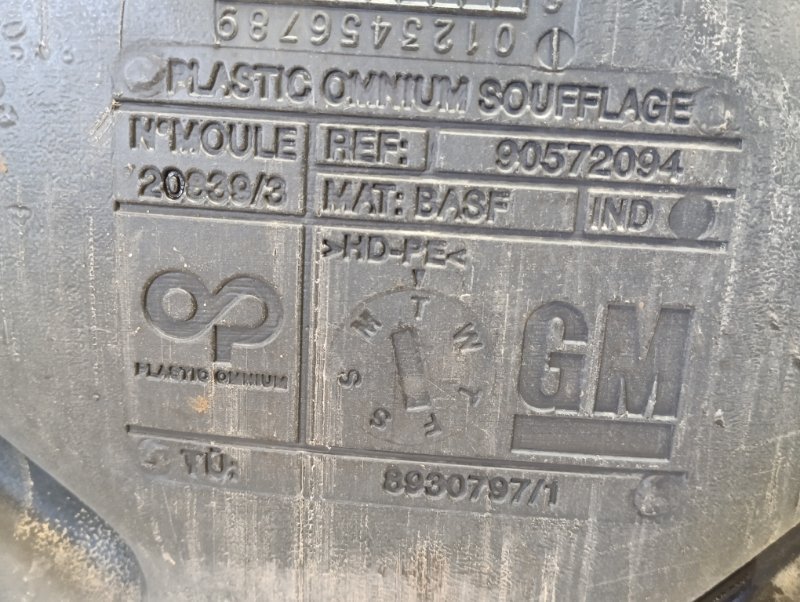 0123456789
PLASTIC OMNIUM SOUFFLAGE
N°MOULE REF: 90572094
20839/3 MAT: BASF IND
>HD-PE<
M T W T F S S
PLASTIC OMNIUM
GM
TÜ: 8930797/1